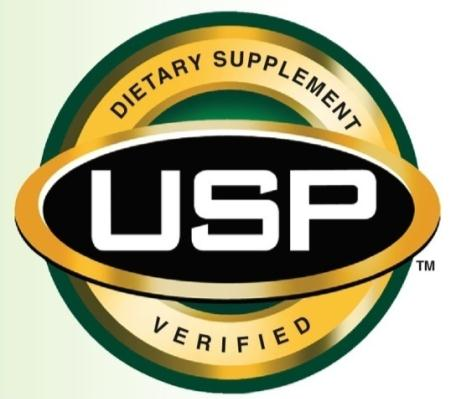 DIETARY SUPPLEMENT
USP
TM
VERIFIED